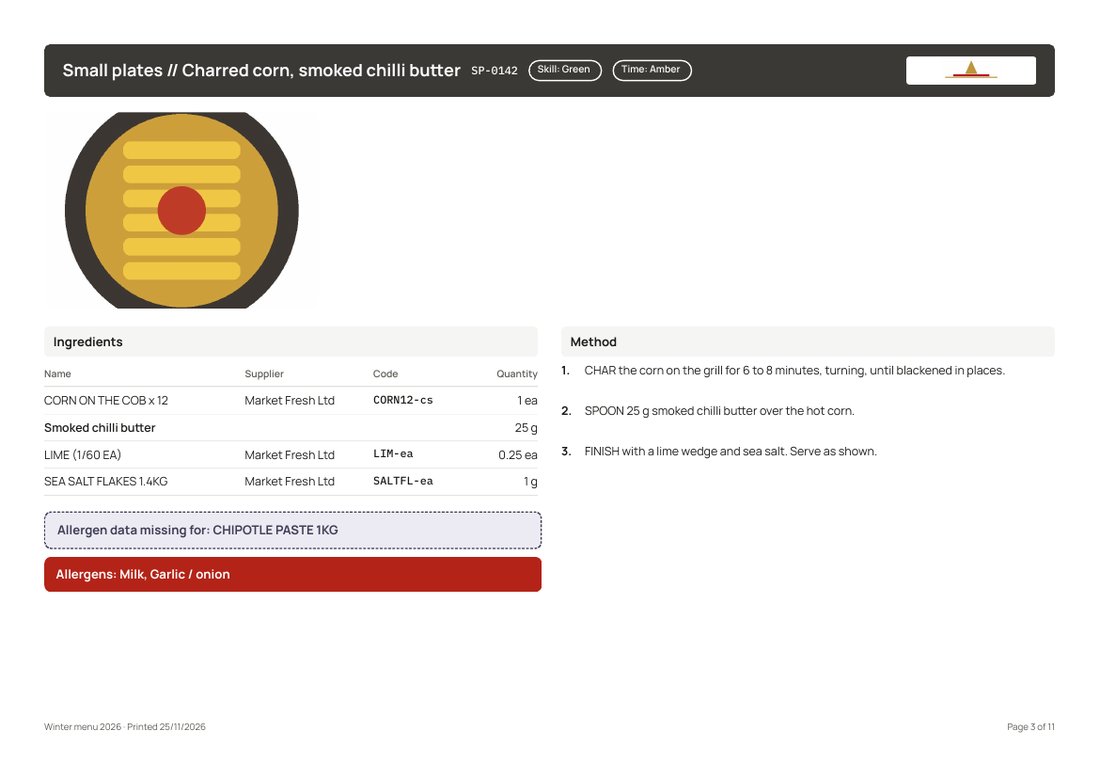 Small plates // Charred corn, smoked chilli butter SP-0142 Skill: Green Time: Amber
Ingredients
Name Supplier Code Quantity
CORN ON THE COB x 12 Market Fresh Ltd CORN12-cs 1 ea
Smoked chilli butter 25 g
LIME (1/60 EA) Market Fresh Ltd LIM-ea 0.25 ea
SEA SALT FLAKES 1.4KG Market Fresh Ltd SALTFL-ea 1 g
Allergen data missing for: CHIPOTLE PASTE 1KG
Allergens: Milk, Garlic / onion
Method
1. CHAR the corn on the grill for 6 to 8 minutes, turning, until blackened in places.
2. SPOON 25 g smoked chilli butter over the hot corn.
3. FINISH with a lime wedge and sea salt. Serve as shown.
Winter menu 2026 · Printed 25/11/2026
Page 3 of 11